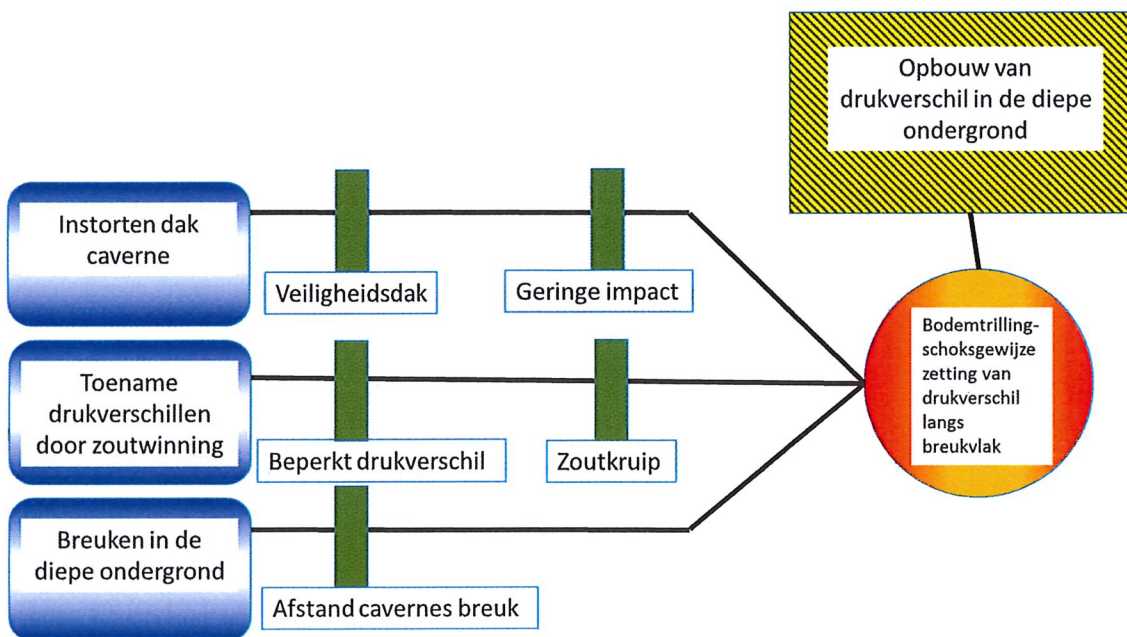 Opbouw van
drukverschil in de diepe
ondergrond
Instorten dak
caverne
Veiligheidsdak
Geringe impact
Toename
drukverschillen
door zoutwinning
Beperkt drukverschil
Zoutkruip
Bodemtrilling-
schoksgewijze
zetting van
drukverschil
langs
breukvlak
Breuken in de
diepe ondergrond
Afstand cavernes breuk